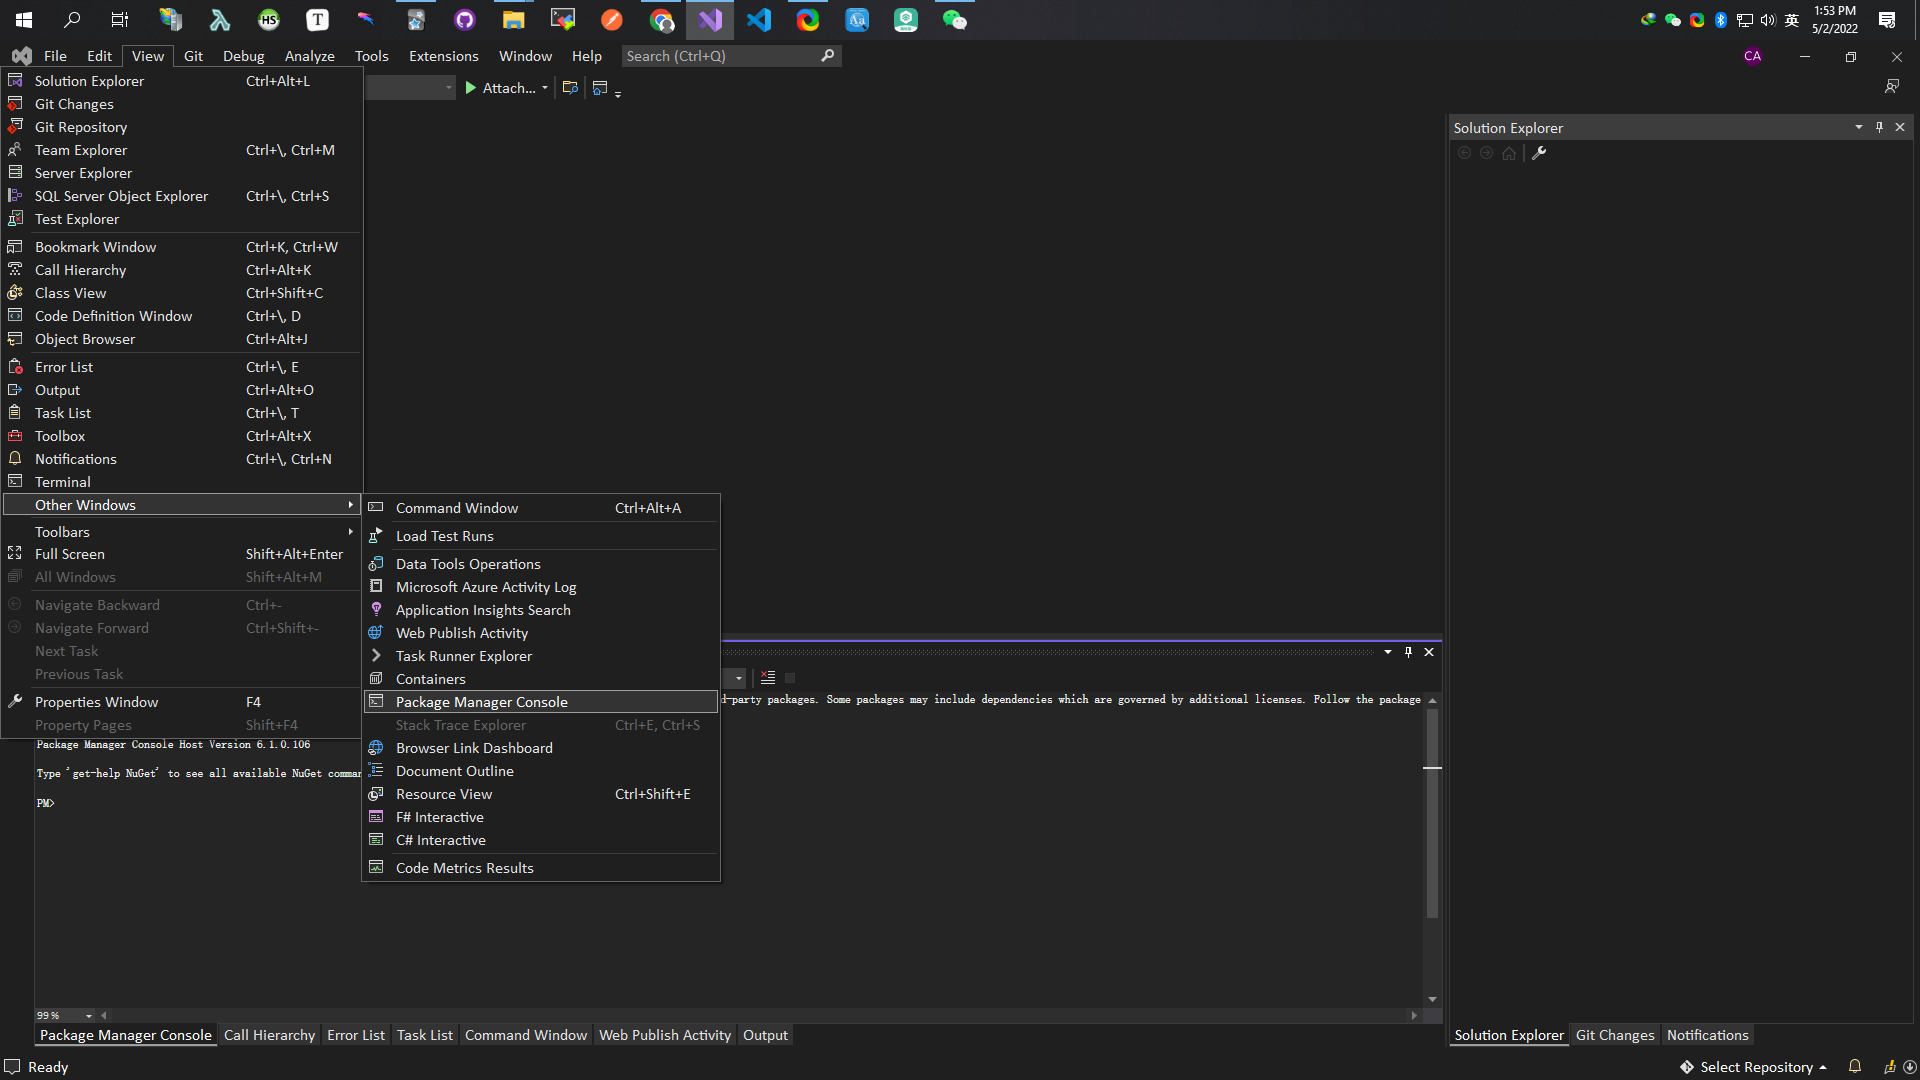 1:53 PM
英
5/2/2022
File Edit View Git Debug Analyze Tools Extensions Window Help Search (Ctrl+Q) CA
Solution Explorer Ctrl+Alt+L
Attach...
Git Changes
Git Repository
Team Explorer Ctrl+\, Ctrl+M
Server Explorer
SQL Server Object Explorer Ctrl+\, Ctrl+S
Test Explorer
Bookmark Window Ctrl+K, Ctrl+W
Call Hierarchy Ctrl+Alt+K
Class View Ctrl+Shift+C
Code Definition Window Ctrl+\, D
Object Browser Ctrl+Alt+J
Error List Ctrl+\, E
Output Ctrl+Alt+O
Task List Ctrl+\, T
Toolbox Ctrl+Alt+X
Notifications Ctrl+\, Ctrl+N
Terminal
Other Windows
Toolbars
Full Screen Shift+Alt+Enter
All Windows Shift+Alt+M
Navigate Backward Ctrl+-
Navigate Forward Ctrl+Shift+-
Next Task
Previous Task
Properties Window F4
Property Pages Shift+F4
Command Window Ctrl+Alt+A
Load Test Runs
Data Tools Operations
Microsoft Azure Activity Log
Application Insights Search
Web Publish Activity
Task Runner Explorer
Containers
Package Manager Console
Stack Trace Explorer Ctrl+E, Ctrl+S
Browser Link Dashboard
Document Outline
Resource View Ctrl+Shift+E
F# Interactive
C# Interactive
Code Metrics Results
d-party packages. Some packages may include dependencies which are governed by additional licenses. Follow the package
Package Manager Console Host Version 6.1.0.106
Type 'get-help NuGet' to see all available NuGet comman
PM>
99 %
Package Manager Console Call Hierarchy Error List Task List Command Window Web Publish Activity Output
Solution Explorer
Solution Explorer Git Changes Notifications
Ready
Select Repository